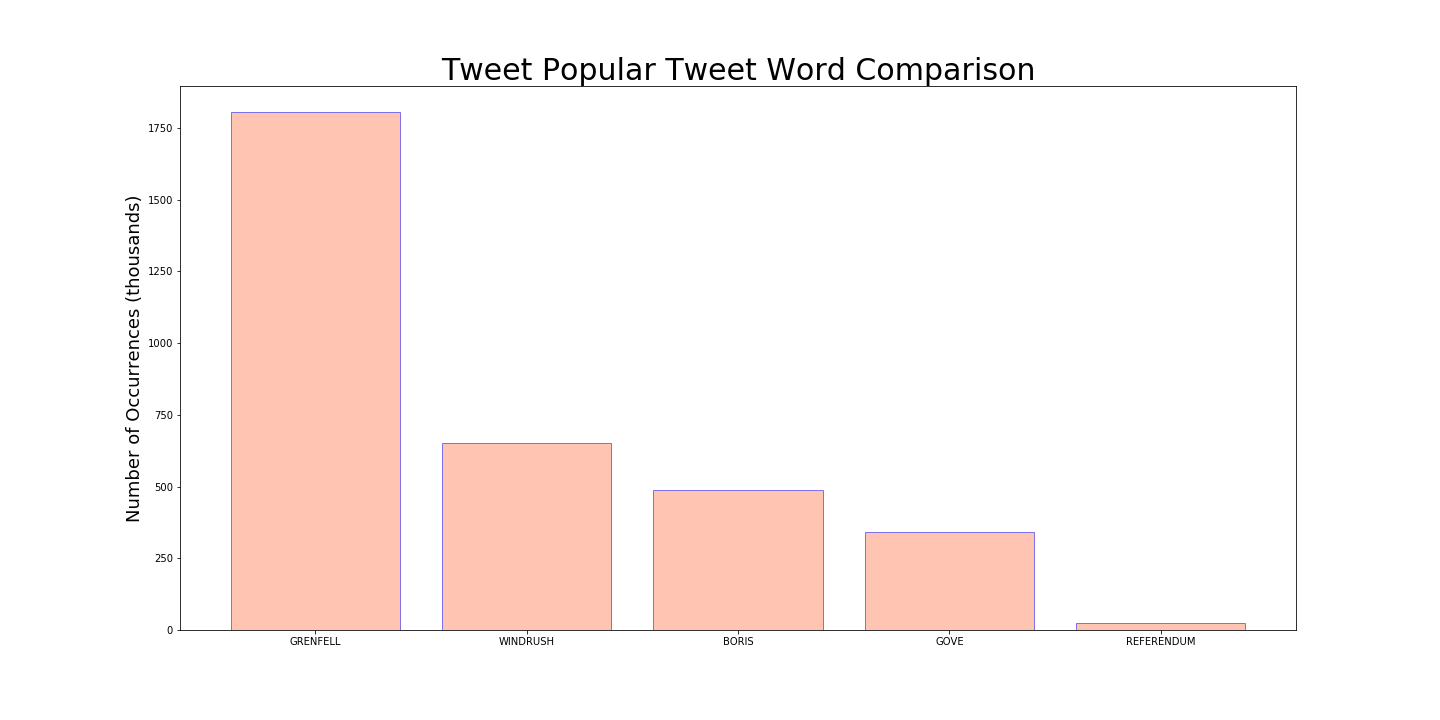 Tweet Popular Tweet Word Comparison
Number of Occurrences (thousands)
1750
1500
1250
1000
750
500
250
0
GRENFELL
WINDRUSH
BORIS
GOVE
REFERENDUM